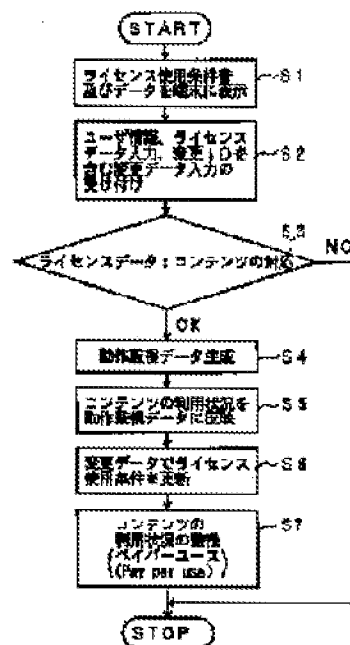 START
ライセンス使用条件書
及びデータを端末に表示
S1
ユーザ情報、ライセンス
データ入力、変更IDを
含む変更データ入力の
受け付け
S2
S3
ライセンスデータ:コンテンツの対応
NO
OK
動作監視データ生成
S4
コンテンツの利用状況を
動作監視データに反映
S5
変更データでライセンス
使用条件を更新
S6
コンテンツの
利用状況の監視
ペイパーユース
(Pay per use)
S7
STOP